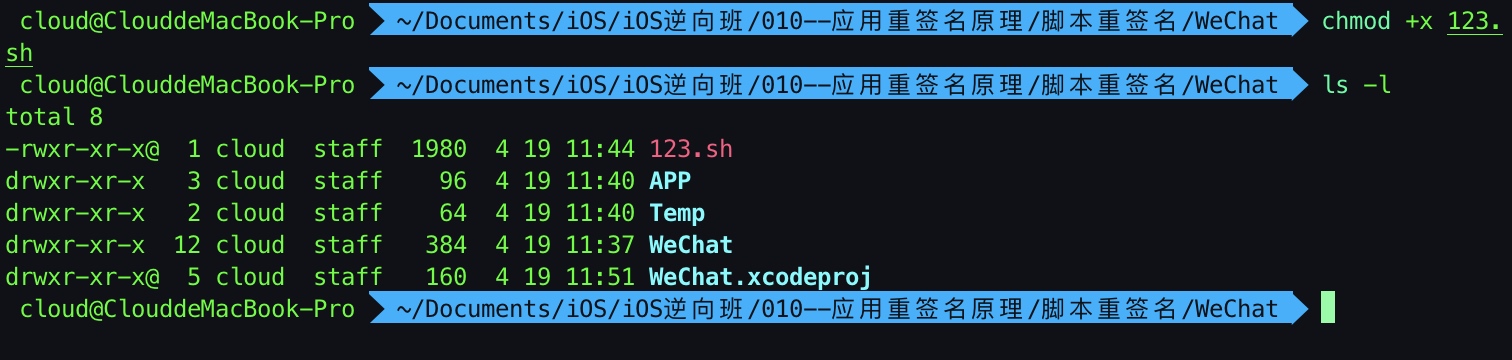 cloud@ClouddeMacBook-Pro ~/Documents/iOS/iOS逆向班/010--应用重签名原理/脚本重签名/WeChat chmod +x 123.
sh
cloud@ClouddeMacBook-Pro ~/Documents/iOS/iOS逆向班/010--应用重签名原理/脚本重签名/WeChat ls -l
total 8
-rwxr-xr-x@  1 cloud  staff  1980  4 19 11:44 123.sh
drwxr-xr-x   3 cloud  staff    96  4 19 11:40 APP
drwxr-xr-x   2 cloud  staff    64  4 19 11:40 Temp
drwxr-xr-x  12 cloud  staff   384  4 19 11:37 WeChat
drwxr-xr-x@  5 cloud  staff   160  4 19 11:51 WeChat.xcodeproj
cloud@ClouddeMacBook-Pro ~/Documents/iOS/iOS逆向班/010--应用重签名原理/脚本重签名/WeChat